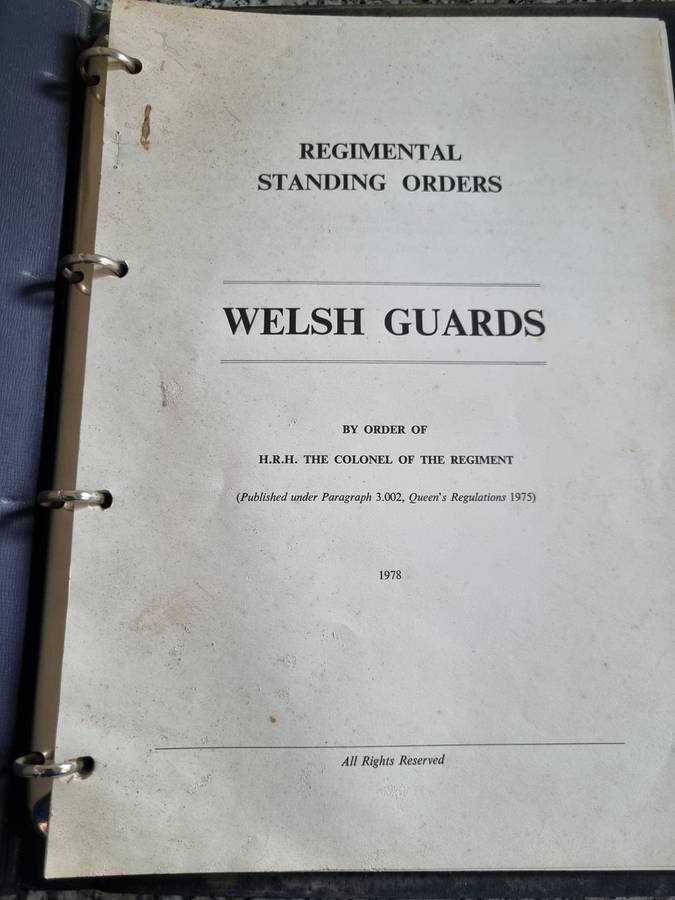 REGIMENTAL
STANDING ORDERS
WELSH GUARDS
BY ORDER OF
H.R.H. THE COLONEL OF THE REGIMENT
(Published under Paragraph 3.002, Queen's Regulations 1975)
1978
All Rights Reserved